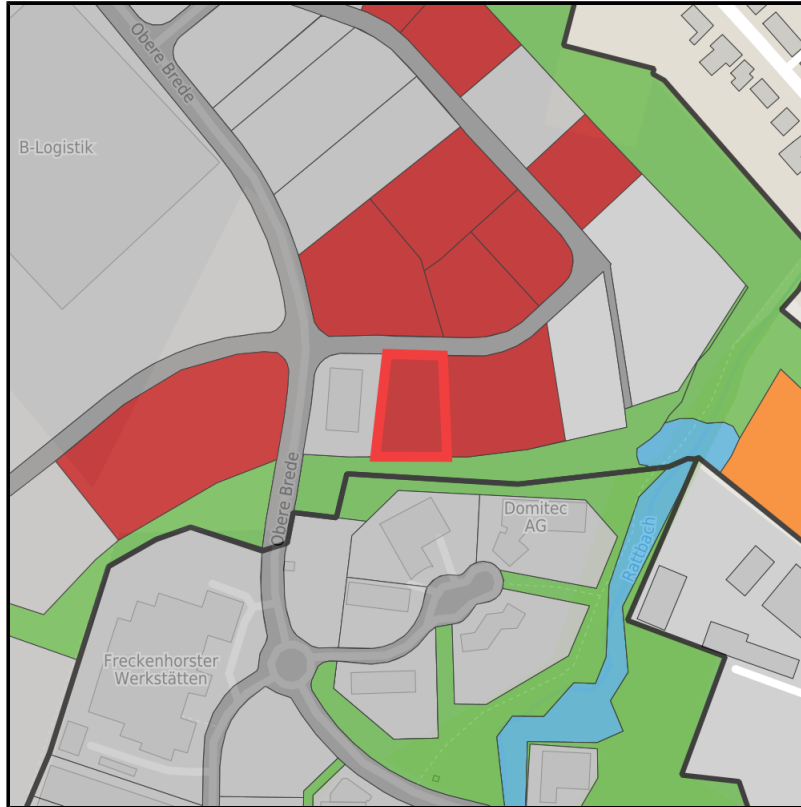 Obere Brede
B-Logistik
Domitec
AG
Obere Brede
Rattbach
Freckenhorster
Werkstätten